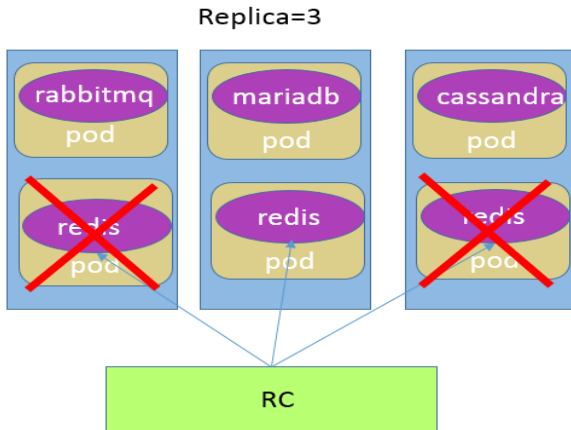 Replica=3
rabbitmq
pod
mariadb
pod
cassandra
pod
redis
pod
redis
pod
redis
pod
RC